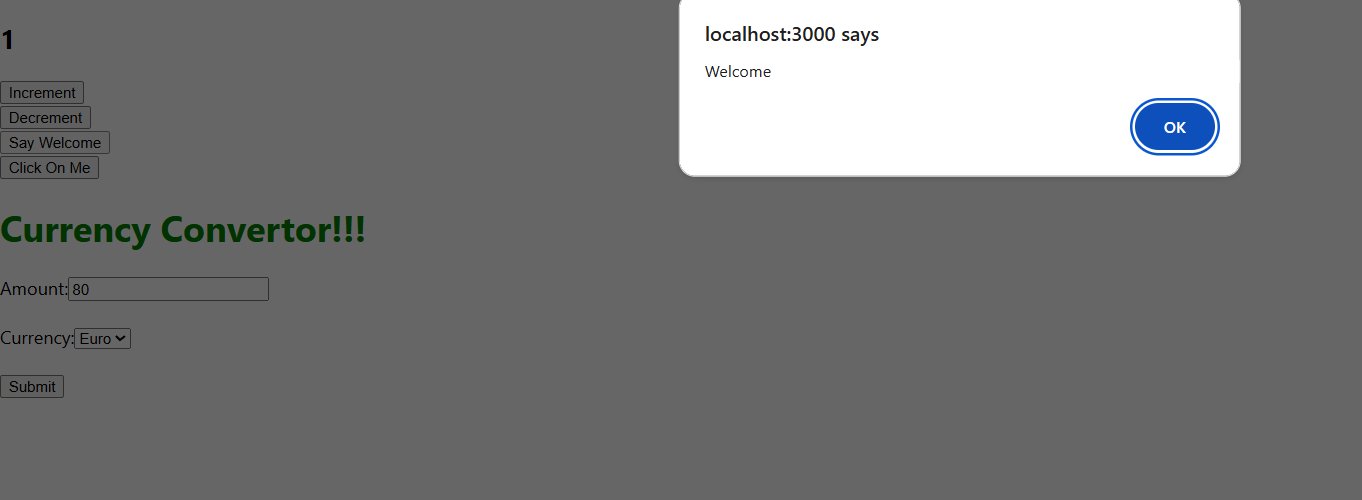 1
Increment
Decrement
Say Welcome
Click On Me
Currency Convertor!!!
Amount:80
Currency:Euro
Submit
localhost:3000 says
Welcome
OK